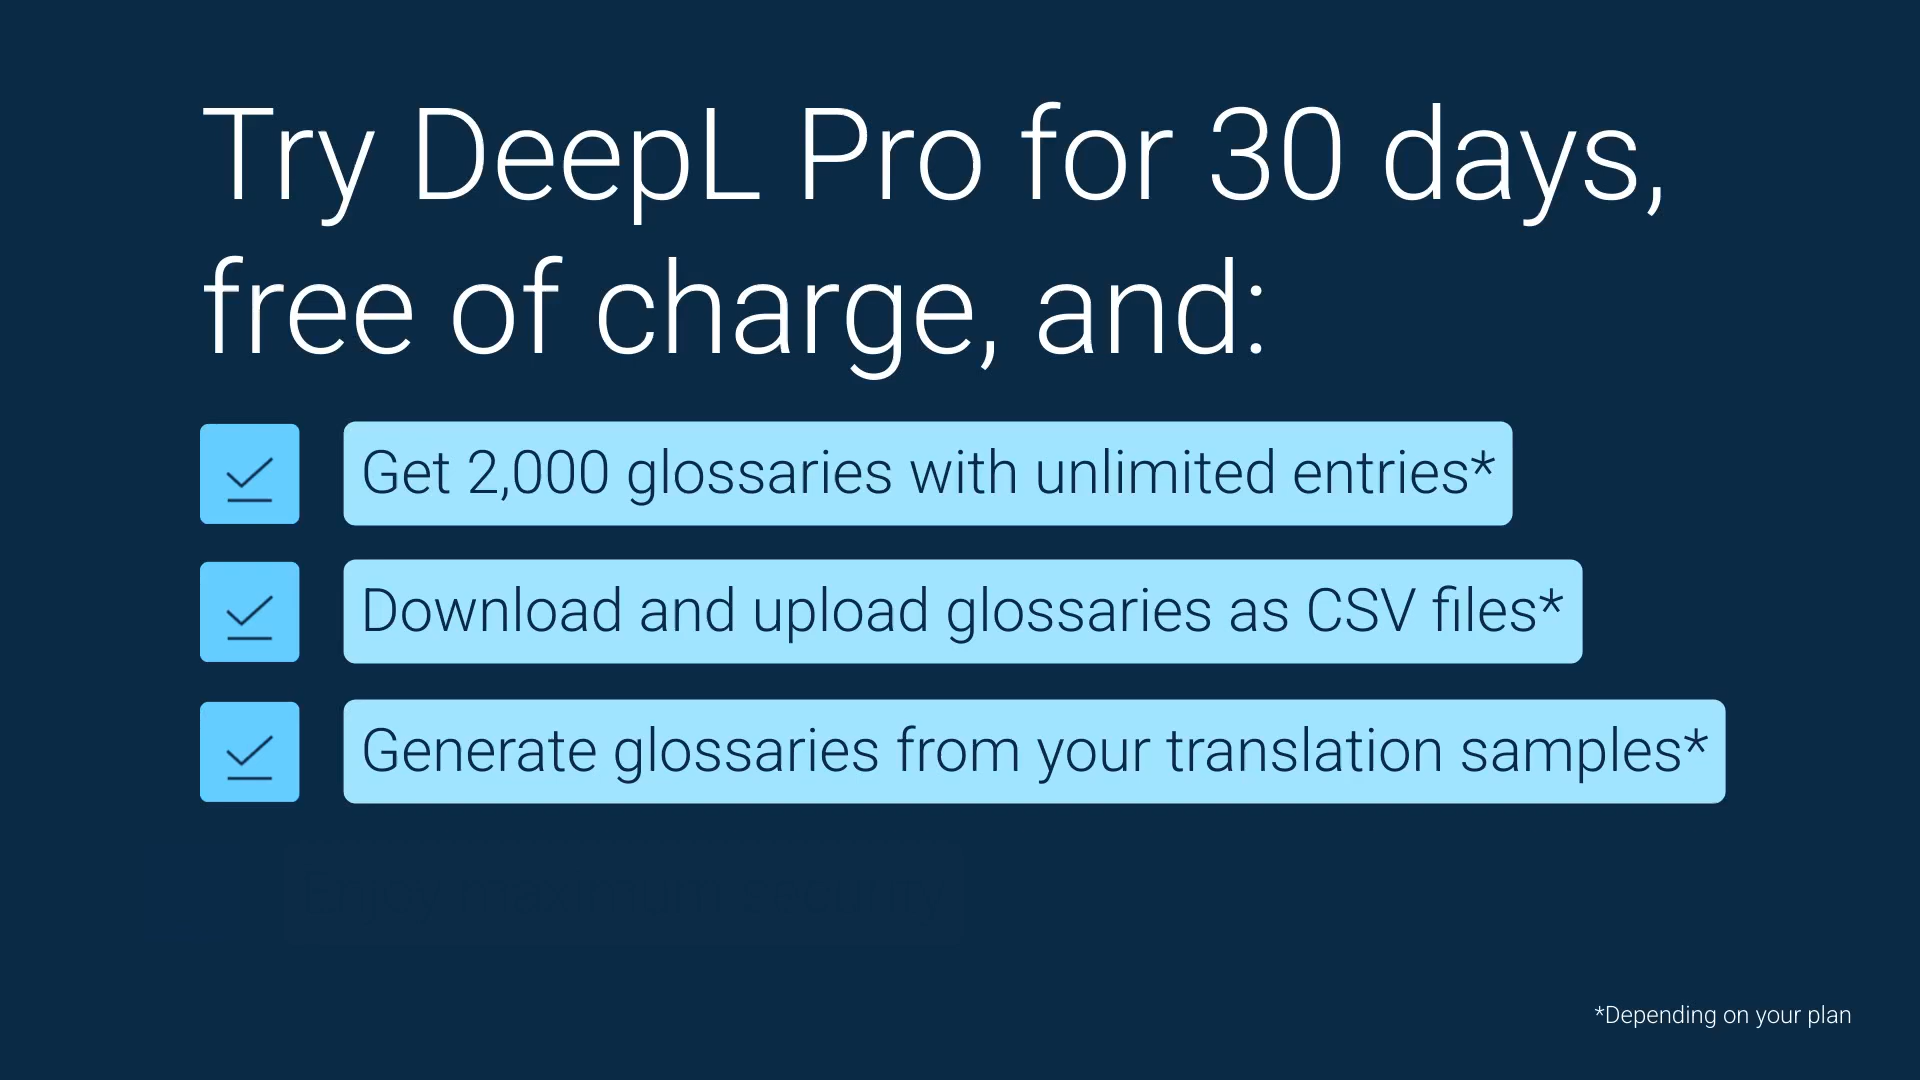 Try DeepL Pro for 30 days,
free of charge, and:
Get 2,000 glossaries with unlimited entries*
Download and upload glossaries as CSV files*
Generate glossaries from your translation samples*
*Depending on your plan